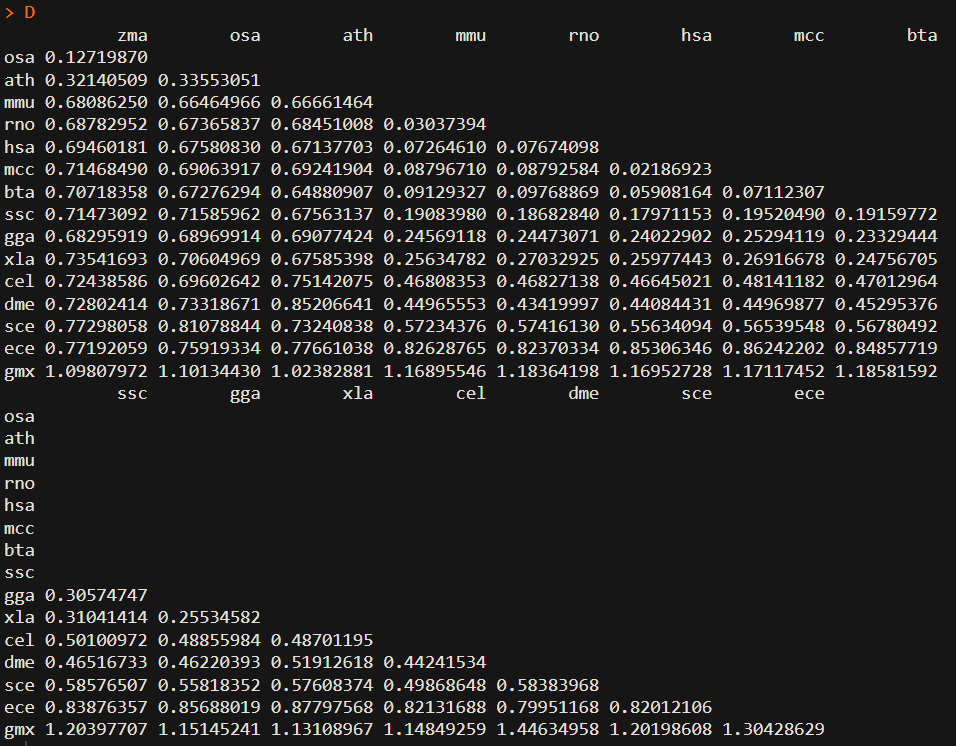 > D
zma osa ath mmu rno hsa mcc bta
osa 0.12719870
ath 0.32140509 0.33553051
mmu 0.68086250 0.66464966 0.66661464
rno 0.68782952 0.67365837 0.68451008 0.03037394
hsa 0.69460181 0.67580830 0.67137703 0.07264610 0.07674098
mcc 0.71468490 0.69063917 0.69241904 0.08796710 0.08792584 0.02186923
bta 0.70718358 0.67276294 0.64880907 0.09129327 0.09768869 0.05908164 0.07112307
ssc 0.71473092 0.71585962 0.67563137 0.19083980 0.18682840 0.17971153 0.19520490 0.19159772
gga 0.68295919 0.68969914 0.69077424 0.24569118 0.24473071 0.24022902 0.25294119 0.23329444
xla 0.73541693 0.70604969 0.67585398 0.25634782 0.27032925 0.25977443 0.26916678 0.24756705
cel 0.72438586 0.69602642 0.75142075 0.46808353 0.46827138 0.46645021 0.48141182 0.47012964
dme 0.72802414 0.73318671 0.85206641 0.44965553 0.43419997 0.44084431 0.44969877 0.45295376
sce 0.77298058 0.81078844 0.73240838 0.57234376 0.57416130 0.55634094 0.56539548 0.56780492
ece 0.77192059 0.75919334 0.77661038 0.82628765 0.82370334 0.85306346 0.86242202 0.84857719
gmx 1.09807972 1.10134430 1.02382881 1.16895546 1.18364198 1.16952728 1.17117452 1.18581592
ssc gga xla cel dme sce ece
osa
ath
mmu
rno
hsa
mcc
bta
ssc
gga 0.30574747
xla 0.31041414 0.25534582
cel 0.50100972 0.48855984 0.48701195
dme 0.46516733 0.46220393 0.51912618 0.44241534
sce 0.58576507 0.55818352 0.57608374 0.49868648 0.58383968
ece 0.83876357 0.85688019 0.87797568 0.82131688 0.79951168 0.82012106
gmx 1.20397707 1.15145241 1.13108967 1.14849259 1.44634958 1.20198608 1.30428629